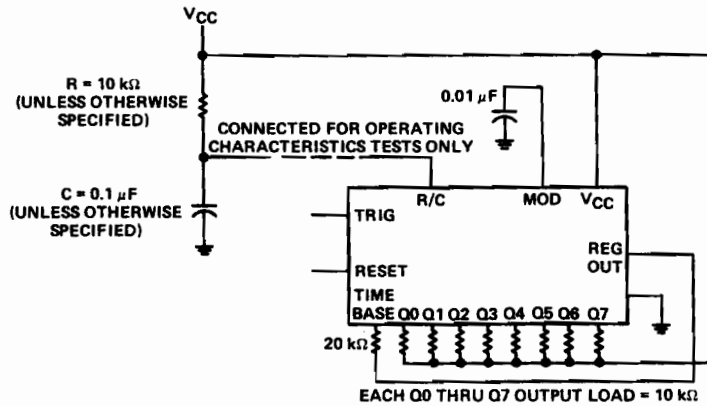 VCC
R = 10 kΩ
(UNLESS OTHERWISE
SPECIFIED)
0.01 µF
CONNECTED FOR OPERATING
CHARACTERISTICS TESTS ONLY
C = 0.1 µF
(UNLESS OTHERWISE
SPECIFIED)
R/C MOD VCC
TRIG
REG
OUT
RESET
TIME
BASE Q0 Q1 Q2 Q3 Q4 Q5 Q6 Q7
20 kΩ
EACH Q0 THRU Q7 OUTPUT LOAD = 10 kΩ